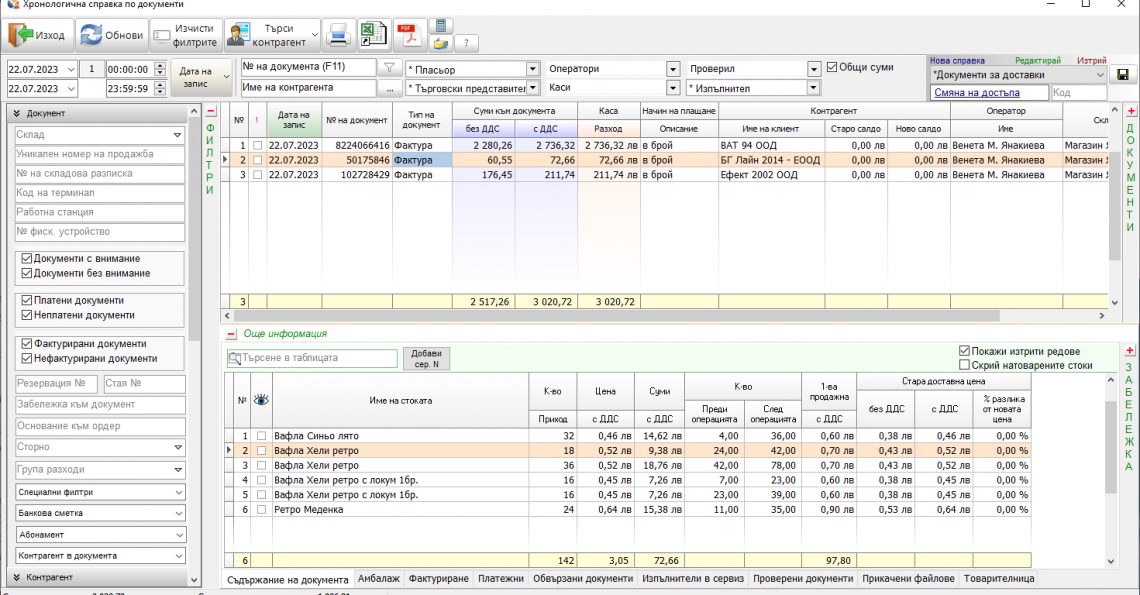 Хронологична справка по документи
Изход
Обнови
Изчисти филтрите
Търси контрагент
PDF
?
22.07.2023 1 00:00:00
22.07.2023 23:59:59
Дата на запис
№ на документа (F11)
Име на контрагента ...
* Пласьор Оператори Проверил Общи суми
* Търговски представител Каси * Изпълнител
Нова справка Редактирай Изтрий
*Документи за доставки
Смяна на достъпа Код
Документ
Склад
Уникален номер на продажба
№ на складова разписка
Код на терминал
Работна станция
№ фиск. устройство
Документи с внимание
Документи без внимание
Платени документи
Неплатени документи
Фактурирани документи
Нефактурирани документи
Резервация № Стая №
Забележка към документ
Основание към ордер
Сторно
Група разходи
Специални филтри
Банкова сметка
Абонамент
Контрагент в документа
Контрагент
ФИЛТРИ
№ ! Дата на запис № на документ Тип на документ Суми към документа Каса Начин на плащане Контрагент Оператор
без ДДС с ДДС Разход Описание Име на клиент Старо салдо Ново салдо Име
1 22.07.2023 8224066416 Фактура 2 280,26 2 736,32 2 736,32 лв в брой ВАТ 94 ООД 0,00 лв 0,00 лв Венета М. Янакиева Магазин
2 22.07.2023 50175846 Фактура 60,55 72,66 72,66 лв в брой БГ Лайн 2014 - ЕООД 0,00 лв 0,00 лв Венета М. Янакиева Магазин
3 22.07.2023 102728429 Фактура 176,45 211,74 211,74 лв в брой Ефект 2002 ООД 0,00 лв 0,00 лв Венета М. Янакиева Магазин
3 2 517,26 3 020,72 3 020,72
ДОКУМЕНТИ
Още информация
Търсене в таблицата
Добави сер. N
Покажи изтрити редове
Скрий натоварените стоки
№ Име на стоката К-во Цена Суми К-во 1-ва продажна Стара доставна цена
Приход с ДДС с ДДС Преди операцията След операцията с ДДС без ДДС с ДДС % разлика от новата цена
1 Вафла Синьо лято 32 0,46 лв 14,62 лв 4,00 36,00 0,60 лв 0,38 лв 0,46 лв 0,00 %
2 Вафла Хели ретро 18 0,52 лв 9,38 лв 24,00 42,00 0,70 лв 0,43 лв 0,52 лв 0,00 %
3 Вафла Хели ретро 36 0,52 лв 18,76 лв 42,00 78,00 0,70 лв 0,43 лв 0,52 лв 0,00 %
4 Вафла Хели ретро с локум 16р. 16 0,45 лв 7,26 лв 7,00 23,00 0,60 лв 0,38 лв 0,45 лв 0,00 %
5 Вафла Хели ретро с локум 16р. 16 0,45 лв 7,26 лв 23,00 39,00 0,60 лв 0,38 лв 0,45 лв 0,00 %
6 Ретро Меденка 24 0,64 лв 15,38 лв 11,00 35,00 0,90 лв 0,53 лв 0,64 лв 0,00 %
6 142 3,05 72,66 97,80
ЗАБЕЛЕЖКА
Съдържание на документа Амбалаж Фактуриране Платежни Обвързани документи Изпълнители в сервиз Проверени документи Прикачени файлове Товарителница